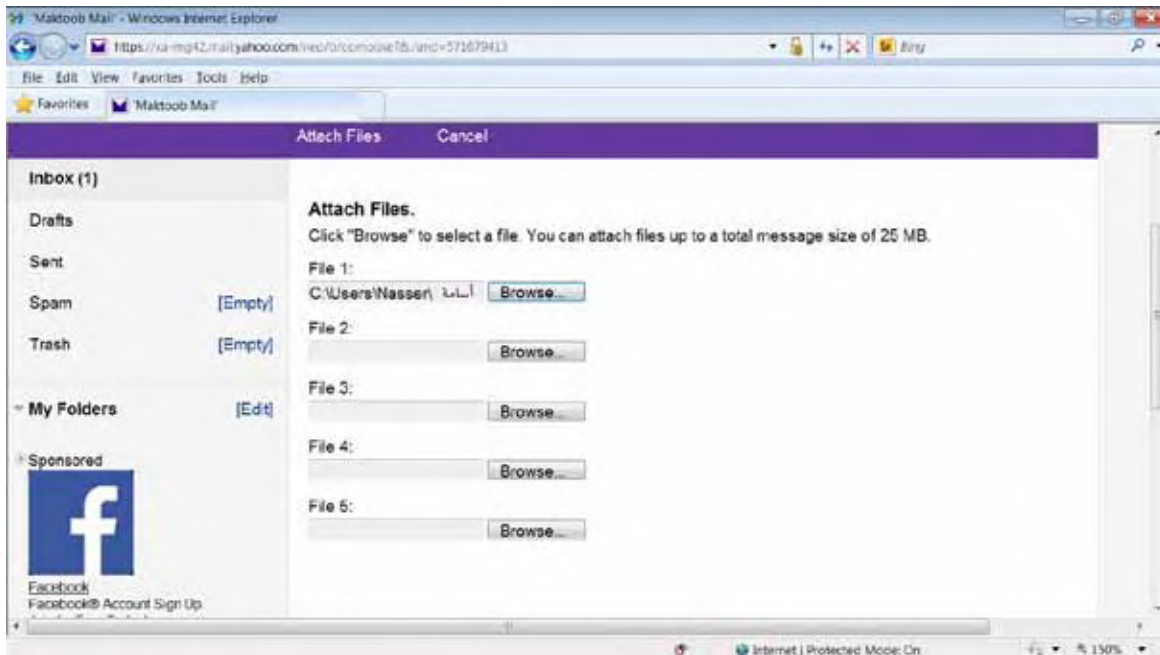 'Maktoob Mail' - Windows Internet Explorer
Bing
File Edit View Favorites Tools Help
Favorites 'Maktoob Mail'
Attach Files Cancel
Inbox (1)
Drafts
Sent
Spam [Empty]
Trash [Empty]
My Folders [Edit]
Sponsored
Facebook
Facebook® Account Sign Up
Attach Files.
Click "Browse" to select a file. You can attach files up to a total message size of 25 MB.
File 1:
C:\Users\Nasser\ Browse...
File 2:
Browse...
File 3:
Browse...
File 4:
Browse...
File 5:
Browse...
Internet | Protected Mode: On 150%